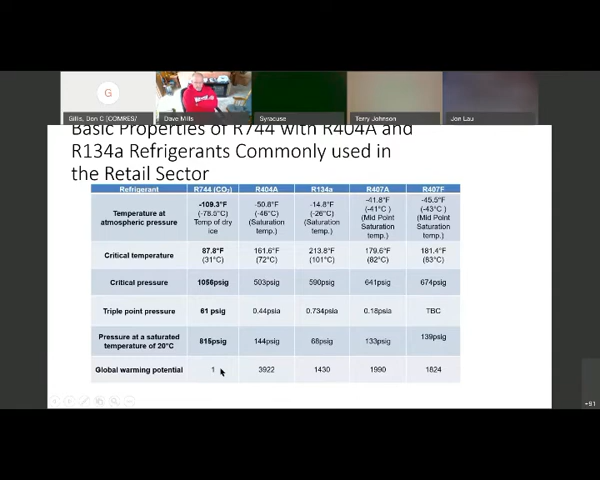 G
Gillis, Don C [COMRES/
Dave Mills
Syracuse
Terry Johnson
Jon Lau
Basic Properties of R744 with R404A and
R134a Refrigerants Commonly used in
the Retail Sector
Refrigerant R744 (CO₂) R404A R134a R407A R407F
Temperature at atmospheric pressure -109.3°F (-78.5°C) Temp of dry ice -50.8°F (-46°C) (Saturation temp.) -14.8°F (-26°C) (Saturation temp.) -41.8°F (-41°C ) (Mid Point Saturation temp.) -45.5°F (-43°C ) (Mid Point Saturation temp.)
Critical temperature 87.8°F (31°C) 161.6°F (72°C) 213.8°F (101°C) 179.6°F (82°C) 181.4°F (83°C)
Critical pressure 1056psig 503psig 590psig 641psig 674psig
Triple point pressure 61 psig 0.44psia 0.734psia 0.18psia TBC
Pressure at a saturated temperature of 20°C 815psig 144psig 68psig 133psig 139psig
Global warming potential 1 3922 1430 1990 1824
+91